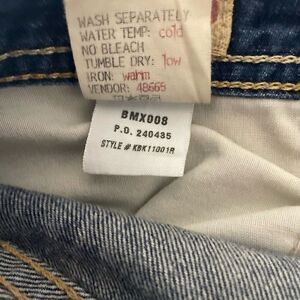 WASH SEPARATELY
WATER TEMP: cold
NO BLEACH
TUMBLE DRY: low
IRON: warm
VENDOR: 48665
BMX008
P.O. 240435
STYLE # KBK11001R